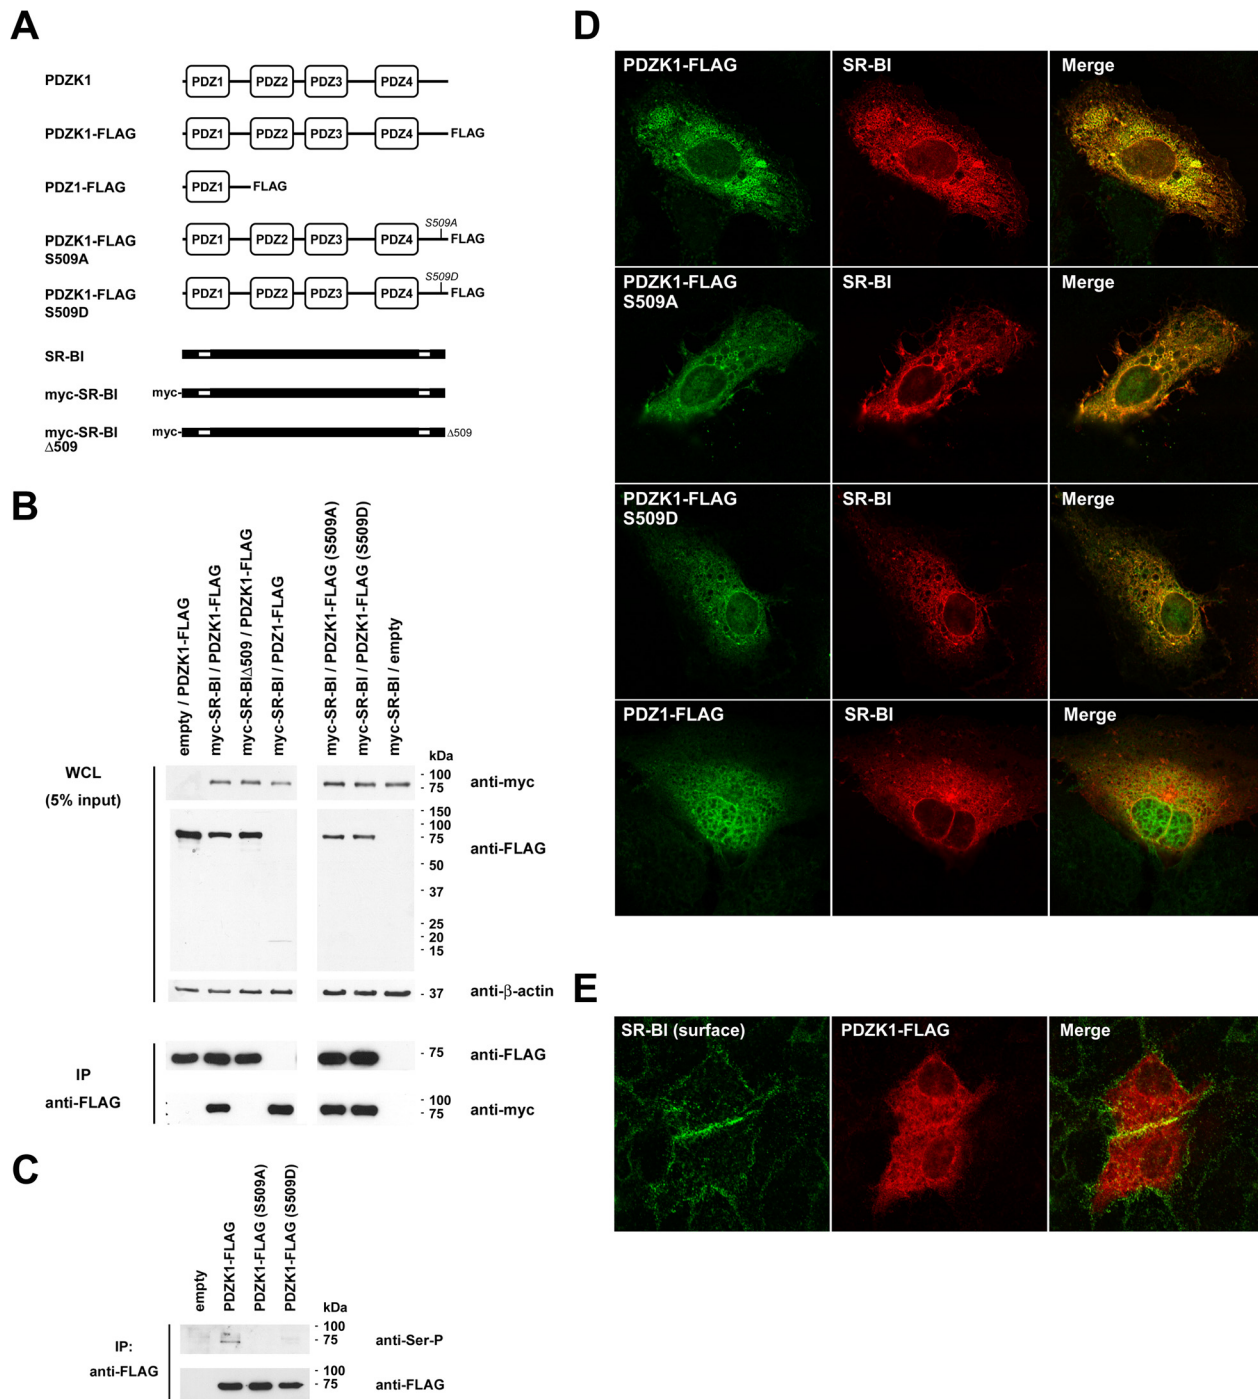 A
PDZK1 PDZ1 PDZ2 PDZ3 PDZ4
PDZK1-FLAG PDZ1 PDZ2 PDZ3 PDZ4 FLAG
PDZ1-FLAG PDZ1 FLAG
S509A
PDZK1-FLAG PDZ1 PDZ2 PDZ3 PDZ4 FLAG
S509A
S509D
PDZK1-FLAG PDZ1 PDZ2 PDZ3 PDZ4 FLAG
S509D
SR-BI
myc-SR-BI myc-
myc-SR-BI myc- Δ509
Δ509
B
empty / PDZK1-FLAG
myc-SR-BI / PDZK1-FLAG
myc-SR-BIΔ509 / PDZK1-FLAG
myc-SR-BI / PDZ1-FLAG
myc-SR-BI / PDZK1-FLAG (S509A)
myc-SR-BI / PDZK1-FLAG (S509D)
myc-SR-BI / empty
kDa
WCL
(5% input)
- 100
- 75
anti-myc
- 150
- 100
- 75
anti-FLAG
- 50
- 37
- 25
- 20
- 15
- 37 anti-β-actin
IP
anti-FLAG
- 75 anti-FLAG
- 100
- 75
anti-myc
C
empty
PDZK1-FLAG
PDZK1-FLAG (S509A)
PDZK1-FLAG (S509D)
kDa
IP:
anti-FLAG
- 100
- 75 anti-Ser-P
- 100
- 75 anti-FLAG
D
PDZK1-FLAG SR-BI Merge
PDZK1-FLAG SR-BI Merge
S509A
PDZK1-FLAG SR-BI Merge
S509D
PDZ1-FLAG SR-BI Merge
E
SR-BI (surface) PDZK1-FLAG Merge